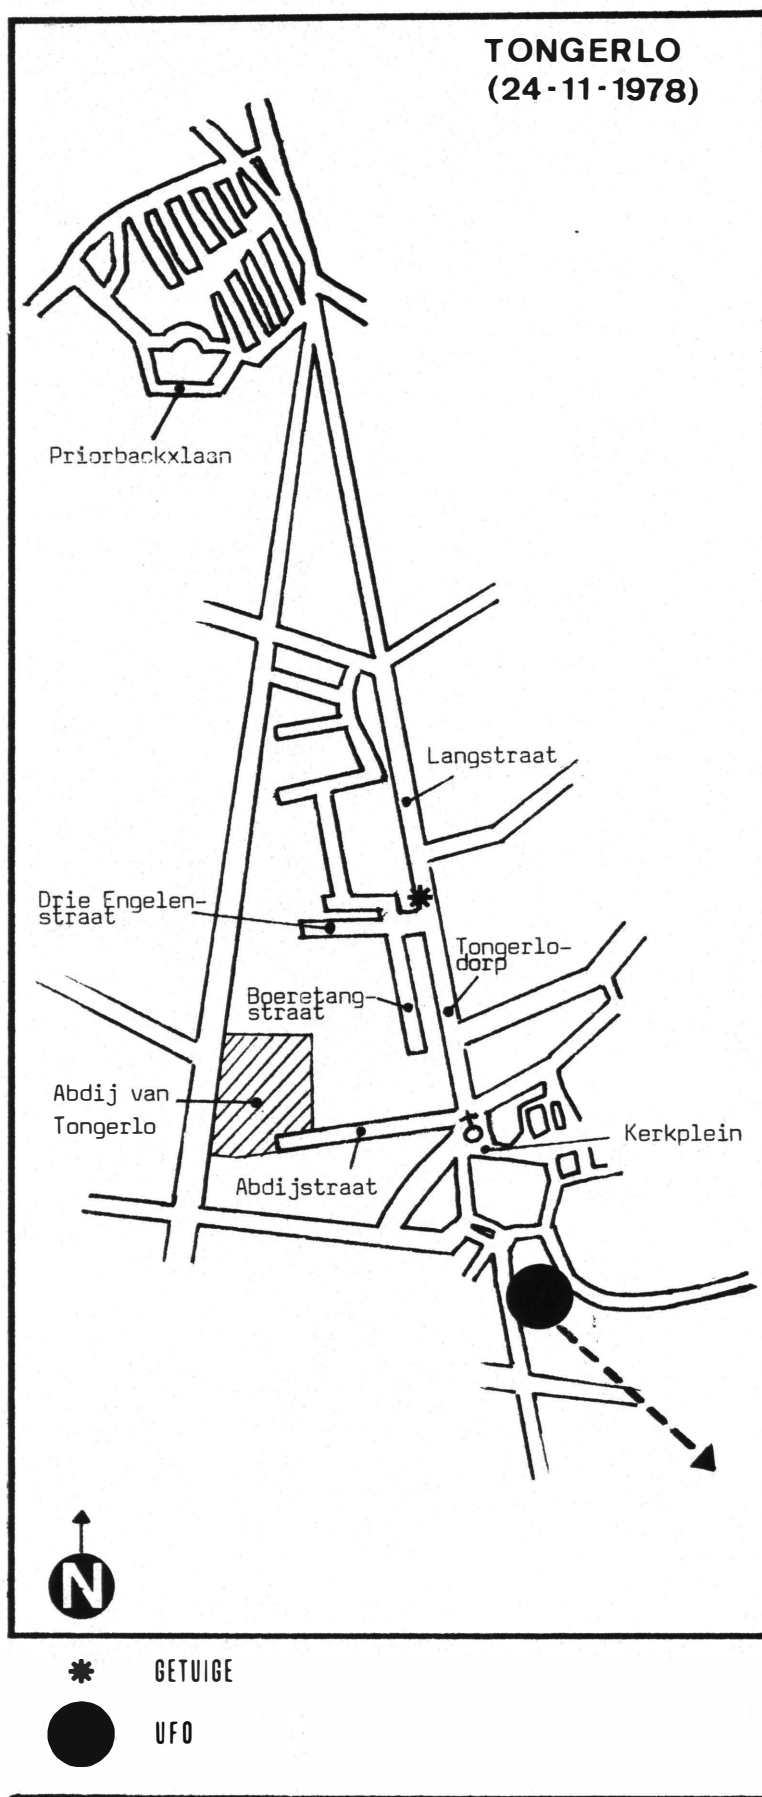 TONGERLO
(24-11-1978)
Priorbackxlaan
Langstraat
Drie Engelen-
straat
Tongerlo-
dorp
Boeretang-
straat
Abdij van
Tongerlo
Kerkplein
Abdijstraat
N
GETUIGE
UFO